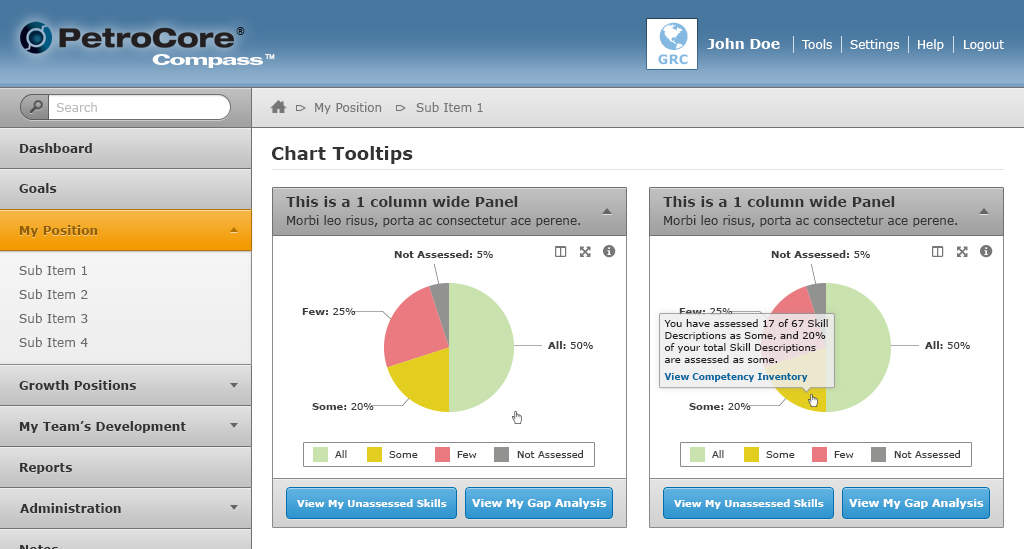 PetroCore®
Compass™
GRC
John Doe
Tools
Settings
Help
Logout
Search
My Position
Sub Item 1
Dashboard
Goals
My Position
Sub Item 1
Sub Item 2
Sub Item 3
Sub Item 4
Growth Positions
My Team's Development
Reports
Administration
Notes
Chart Tooltips
This is a 1 column wide Panel
Morbi leo risus, porta ac consectetur ace perene.
Not Assessed: 5%
Few: 25%
All: 50%
Some: 20%
All
Some
Few
Not Assessed
View My Unassessed Skills
View My Gap Analysis
This is a 1 column wide Panel
Morbi leo risus, porta ac consectetur ace perene.
Not Assessed: 5%
Few: 25%
You have assessed 17 of 67 Skill
Descriptions as Some, and 20%
of your total Skill Descriptions
are assessed as some.
View Competency Inventory
All: 50%
Some: 20%
All
Some
Few
Not Assessed
View My Unassessed Skills
View My Gap Analysis